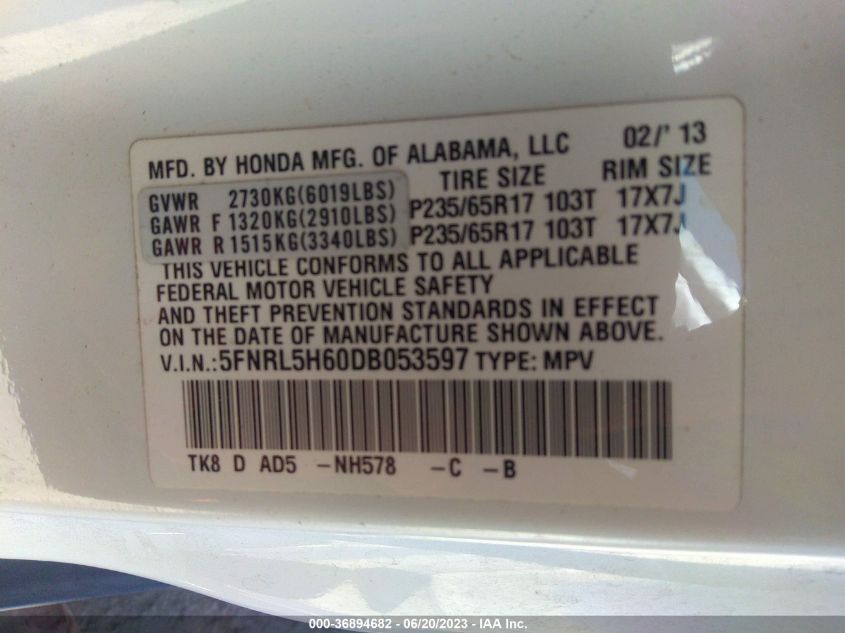 MFD. BY HONDA MFG. OF ALABAMA, LLC 02/' 13
TIRE SIZE RIM SIZE
GVWR 2730KG(6019LBS)
GAWR F 1320KG(2910LBS) P235/65R17 103T 17X7J
GAWR R 1515KG(3340LBS) P235/65R17 103T 17X7J
THIS VEHICLE CONFORMS TO ALL APPLICABLE
FEDERAL MOTOR VEHICLE SAFETY
AND THEFT PREVENTION STANDARDS IN EFFECT
ON THE DATE OF MANUFACTURE SHOWN ABOVE.
V.I.N.:5FNRL5H60DB053597 TYPE: MPV
TK8 D AD5 -NH578 -C -B
000-36894682 - 06/20/2023 - IAA Inc.